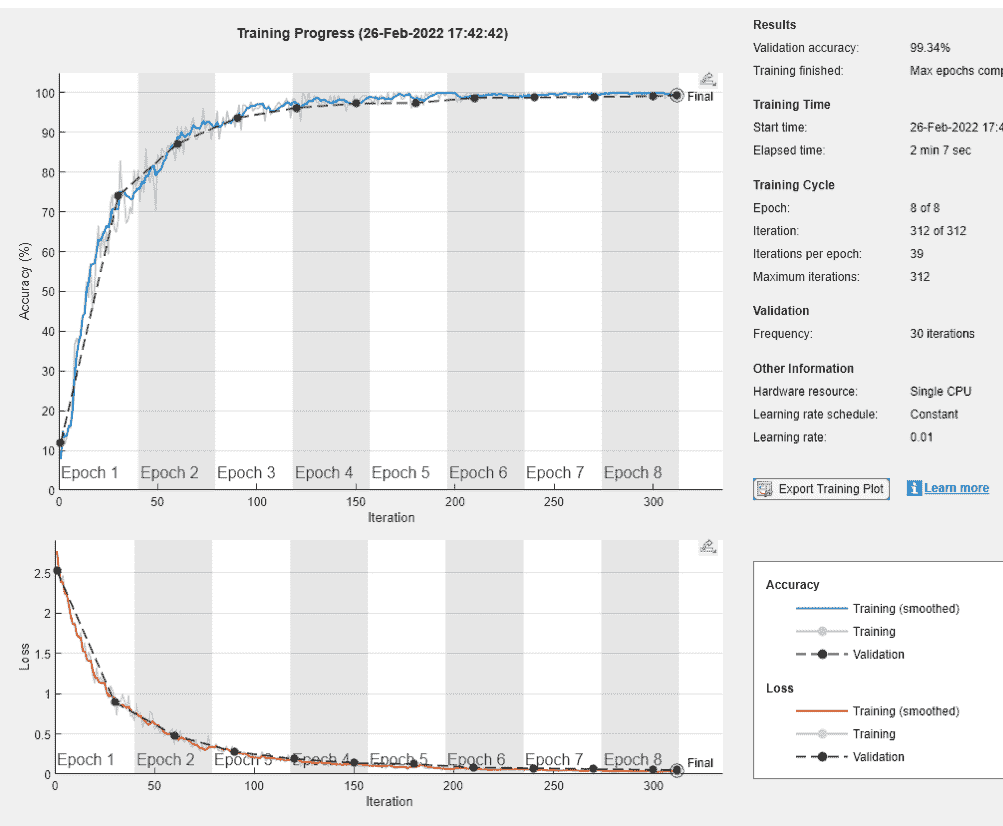 Training Progress (26-Feb-2022 17:42:42)
Accuracy (%)
100
90
80
70
60
50
40
30
20
10
0
Final
Epoch 1
Epoch 2
Epoch 3
Epoch 4
Epoch 5
Epoch 6
Epoch 7
Epoch 8
0
50
100
150
200
250
300
Iteration
Loss
2.5
2
1.5
1
0.5
0
Final
Epoch 1
Epoch 2
Epoch 3
Epoch 4
Epoch 5
Epoch 6
Epoch 7
Epoch 8
0
50
100
150
200
250
300
Iteration
Results
Validation accuracy: 99.34%
Training finished: Max epochs comp
Training Time
Start time: 26-Feb-2022 17:4
Elapsed time: 2 min 7 sec
Training Cycle
Epoch: 8 of 8
Iteration: 312 of 312
Iterations per epoch: 39
Maximum iterations: 312
Validation
Frequency: 30 iterations
Other Information
Hardware resource: Single CPU
Learning rate schedule: Constant
Learning rate: 0.01
Export Training Plot
i Learn more
Accuracy
Training (smoothed)
Training
Validation
Loss
Training (smoothed)
Training
Validation